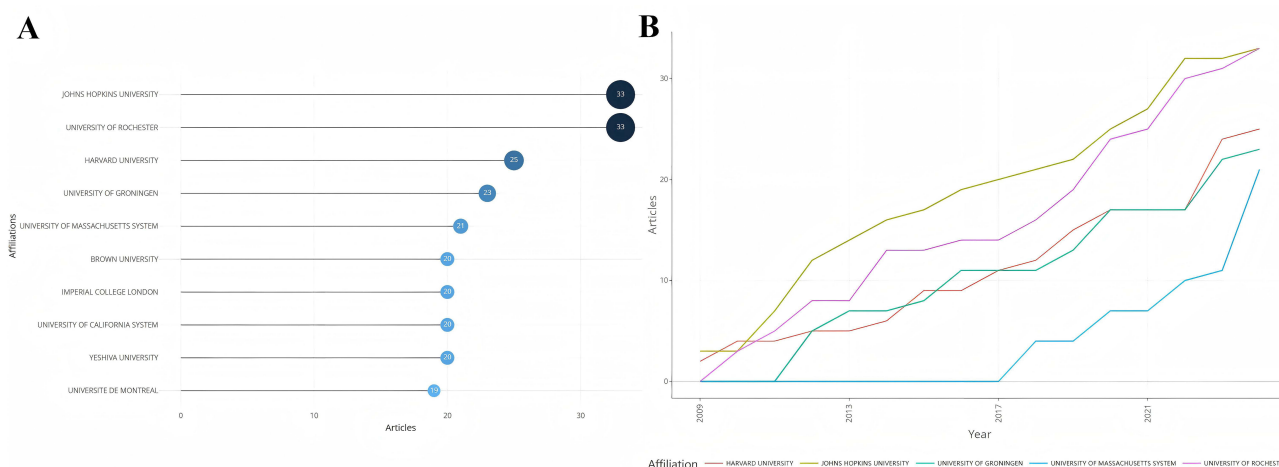 A
JOHNS HOPKINS UNIVERSITY 33
UNIVERSITY OF ROCHESTER 33
HARVARD UNIVERSITY 25
UNIVERSITY OF GRONINGEN 23
UNIVERSITY OF MASSACHUSETTS SYSTEM 21
BROWN UNIVERSITY 20
IMPERIAL COLLEGE LONDON 20
UNIVERSITY OF CALIFORNIA SYSTEM 20
YESHIVA UNIVERSITY 20
UNIVERSITE DE MONTREAL 19
Affiliations
0 10 20 30
Articles
B
30
20
10
0
Articles
2009 2013 2017 2021
Year
Affiliation HARVARD UNIVERSITY JOHNS HOPKINS UNIVERSITY UNIVERSITY OF GRONINGEN UNIVERSITY OF MASSACHUSETTS SYSTEM UNIVERSITY OF ROCHEST